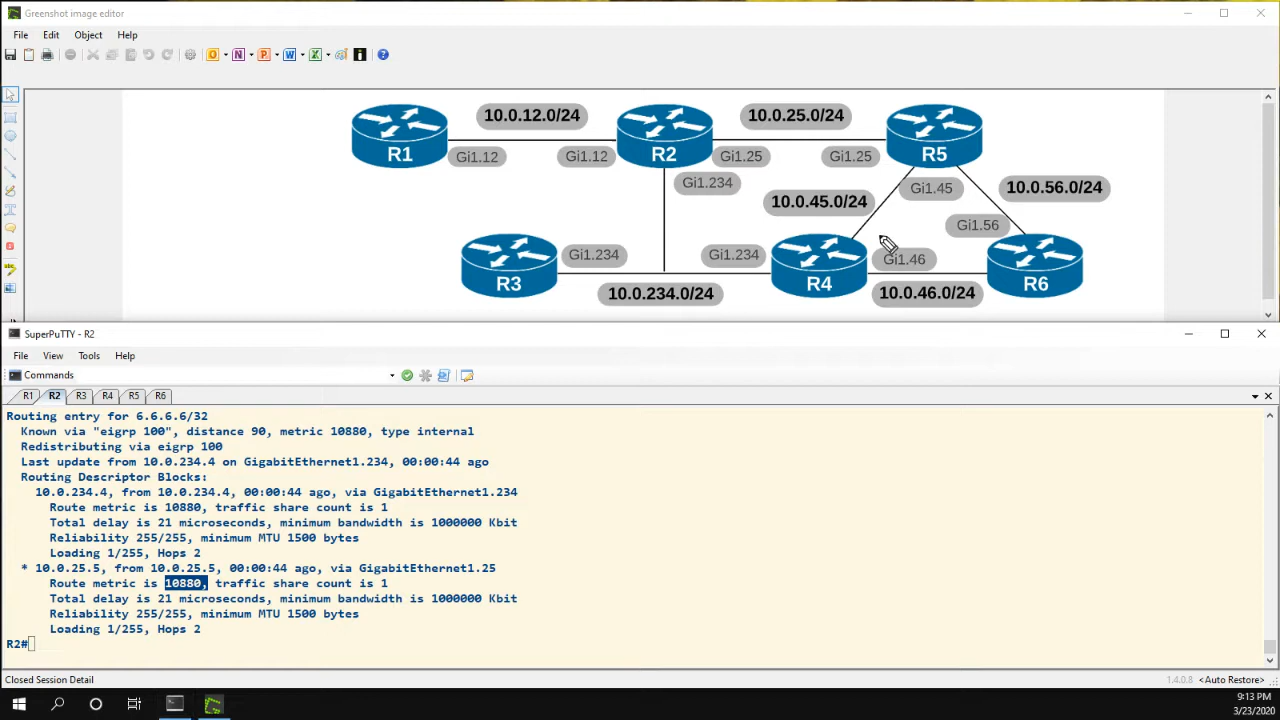 Greenshot image editor
File Edit Object Help
10.0.12.0/24
10.0.25.0/24
R1
R2
R5
Gi1.12
Gi1.12
Gi1.25
Gi1.25
Gi1.234
Gi1.45
10.0.56.0/24
10.0.45.0/24
Gi1.56
Gi1.234
Gi1.234
Gi1.46
R3
R4
R6
10.0.234.0/24
10.0.46.0/24
SuperPuTTY - R2
File View Tools Help
Commands
R1 R2 R3 R4 R5 R6
Routing entry for 6.6.6.6/32
Known via "eigrp 100", distance 90, metric 10880, type internal
Redistributing via eigrp 100
Last update from 10.0.234.4 on GigabitEthernet1.234, 00:00:44 ago
Routing Descriptor Blocks:
10.0.234.4, from 10.0.234.4, 00:00:44 ago, via GigabitEthernet1.234
Route metric is 10880, traffic share count is 1
Total delay is 21 microseconds, minimum bandwidth is 1000000 Kbit
Reliability 255/255, minimum MTU 1500 bytes
Loading 1/255, Hops 2
* 10.0.25.5, from 10.0.25.5, 00:00:44 ago, via GigabitEthernet1.25
Route metric is 10880, traffic share count is 1
Total delay is 21 microseconds, minimum bandwidth is 1000000 Kbit
Reliability 255/255, minimum MTU 1500 bytes
Loading 1/255, Hops 2
R2#
Closed Session Detail
1.4.0.8 <Auto Restore>
9:13 PM
3/23/2020